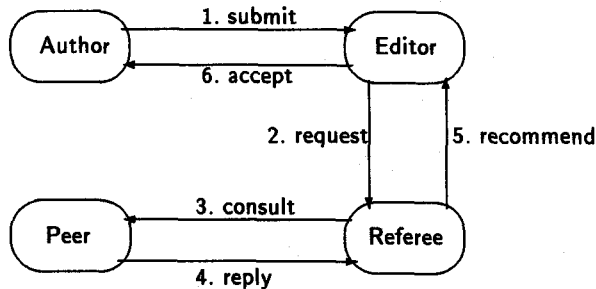 1. submit
Author
Editor
6. accept
2. request
5. recommend
3. consult
Peer
Referee
4. reply